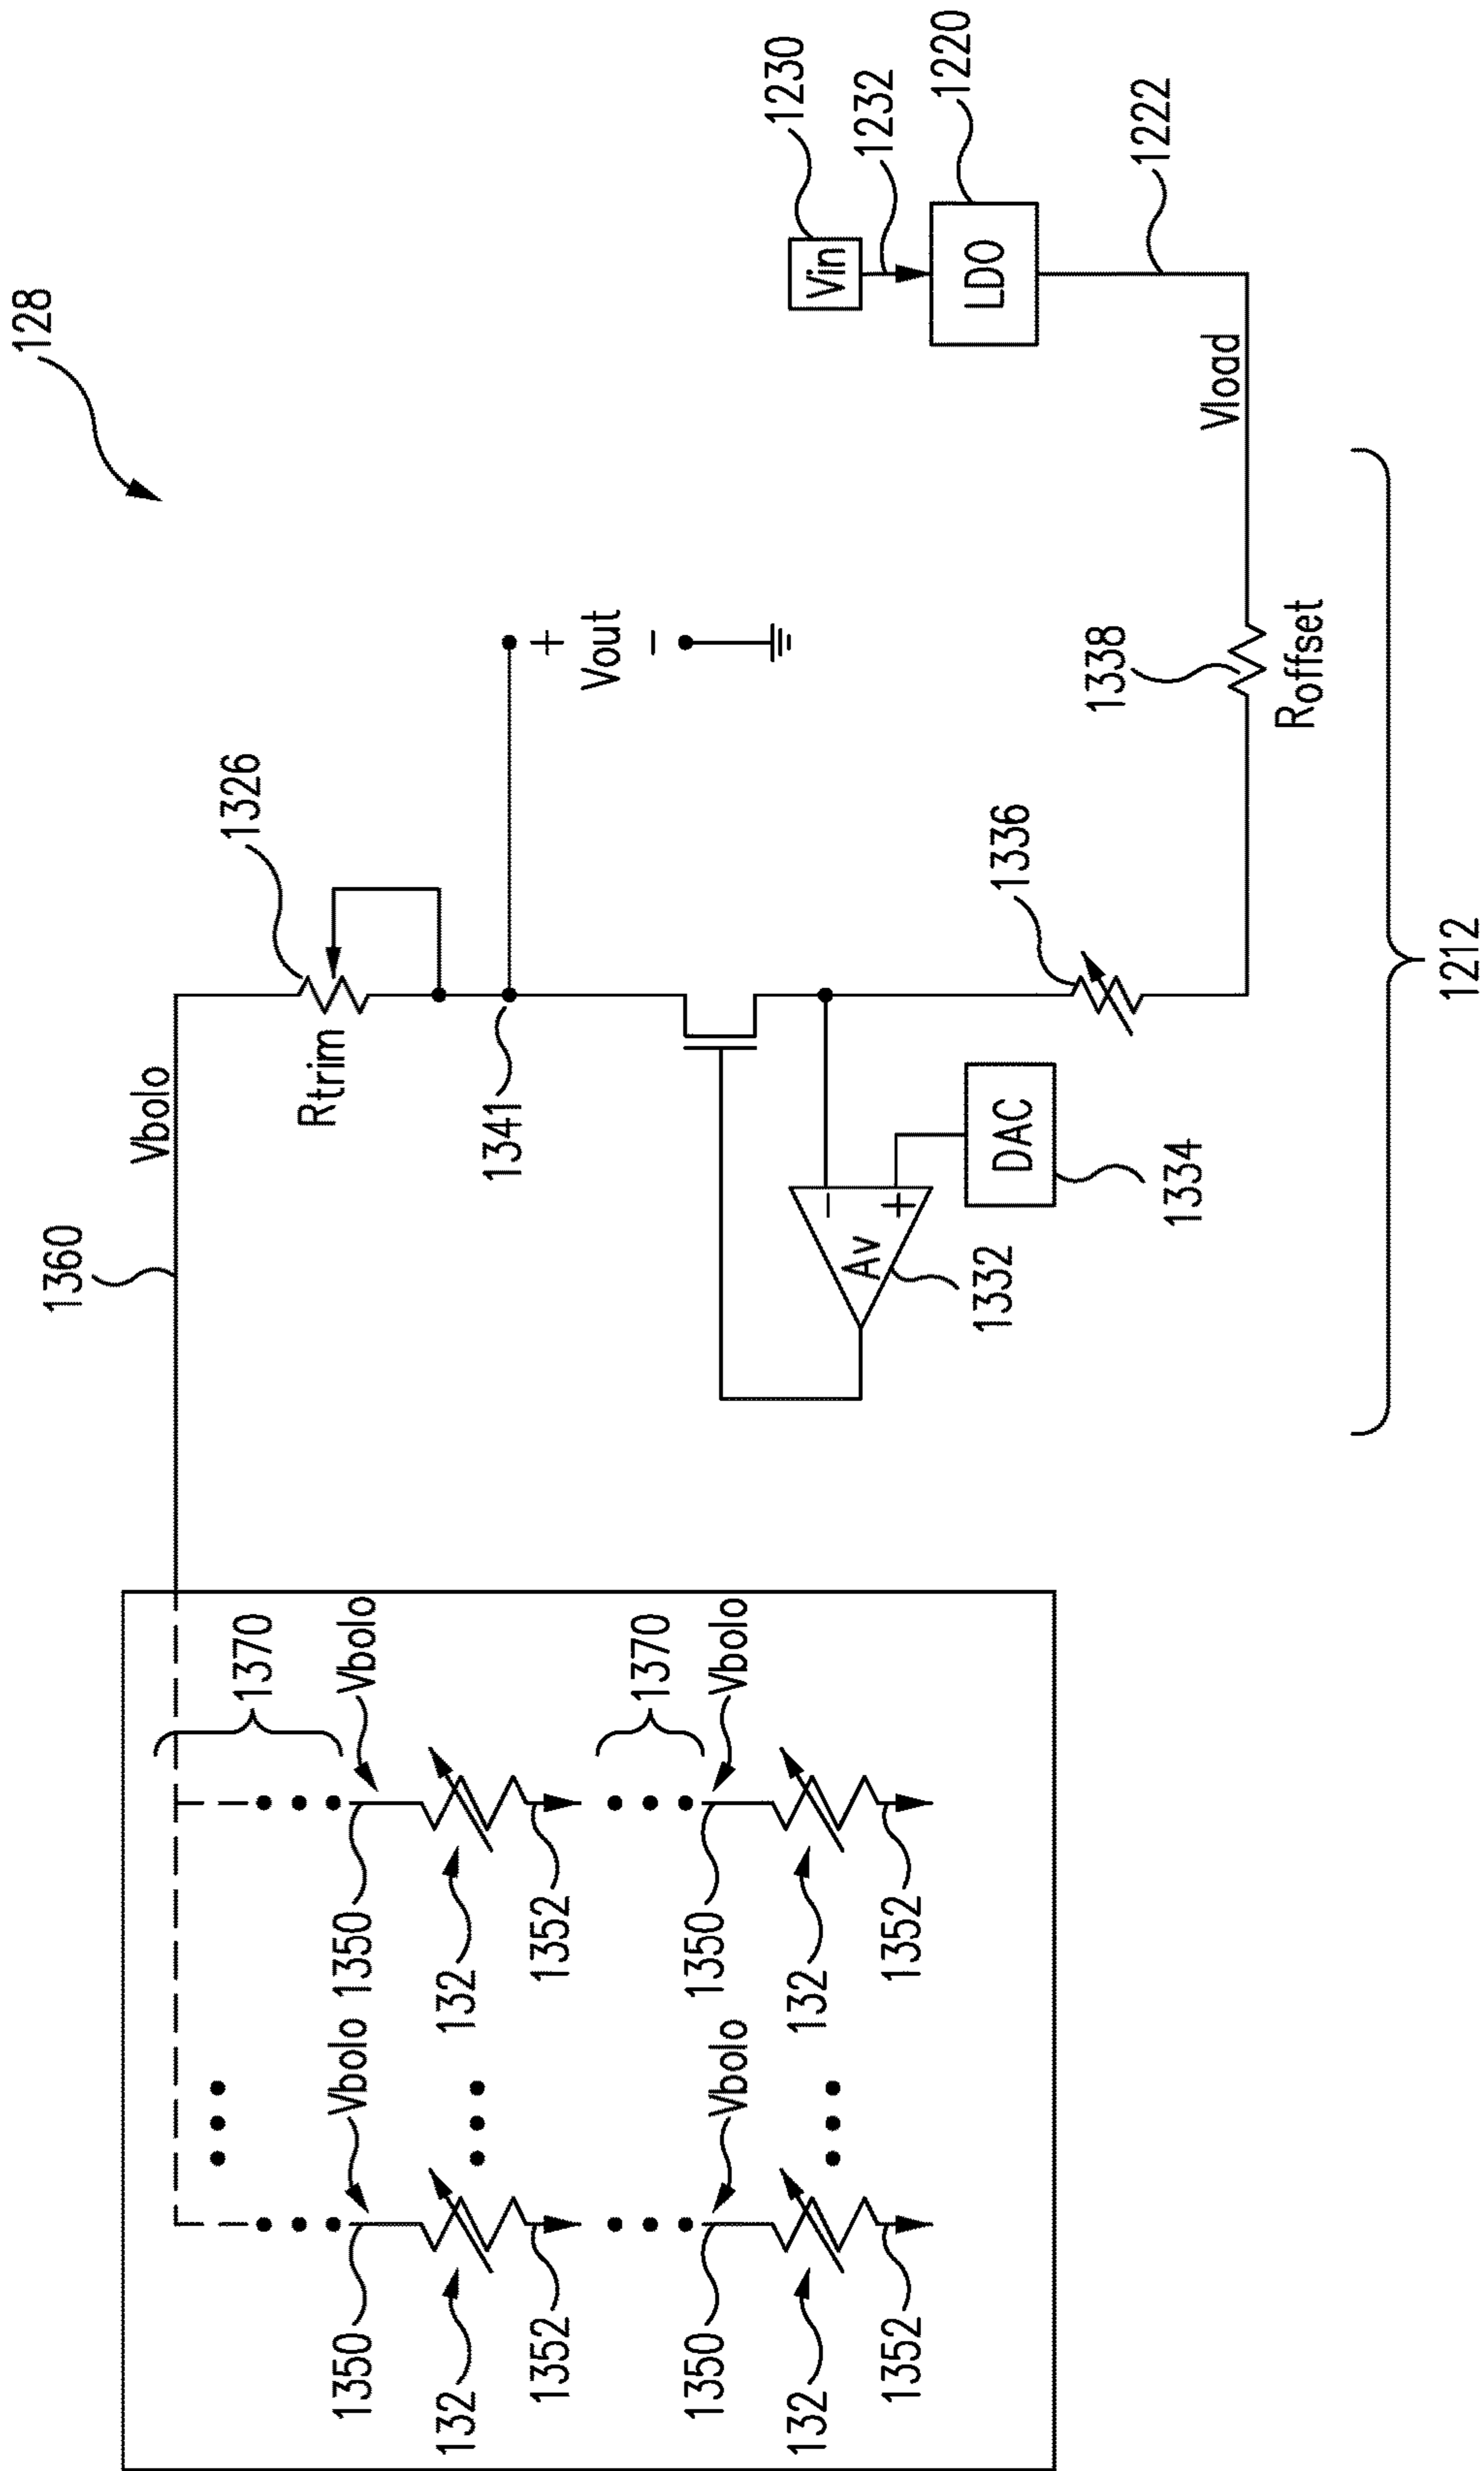 128
1360
Vbolo
1370
1326
Rtrim
1350
Vbolo
1350
Vbolo
132
132
1341
1352
1352
+
Vout
−
1370
1350
Vbolo
1350
Vbolo
132
132
Vin
1230
1352
1352
Av
−
+
1232
1332
DAC
1336
LDO
1220
1334
1338
1222
Vload
Roffset
1212